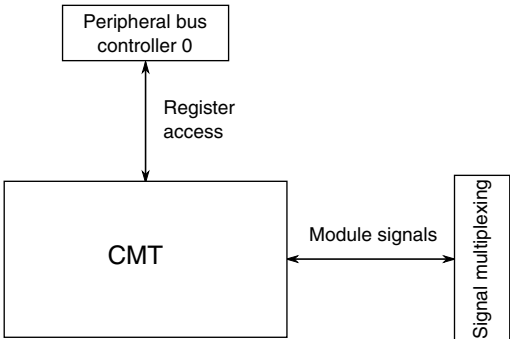 Peripheral bus
controller 0
Register
access
CMT
Module signals
Signal multiplexing